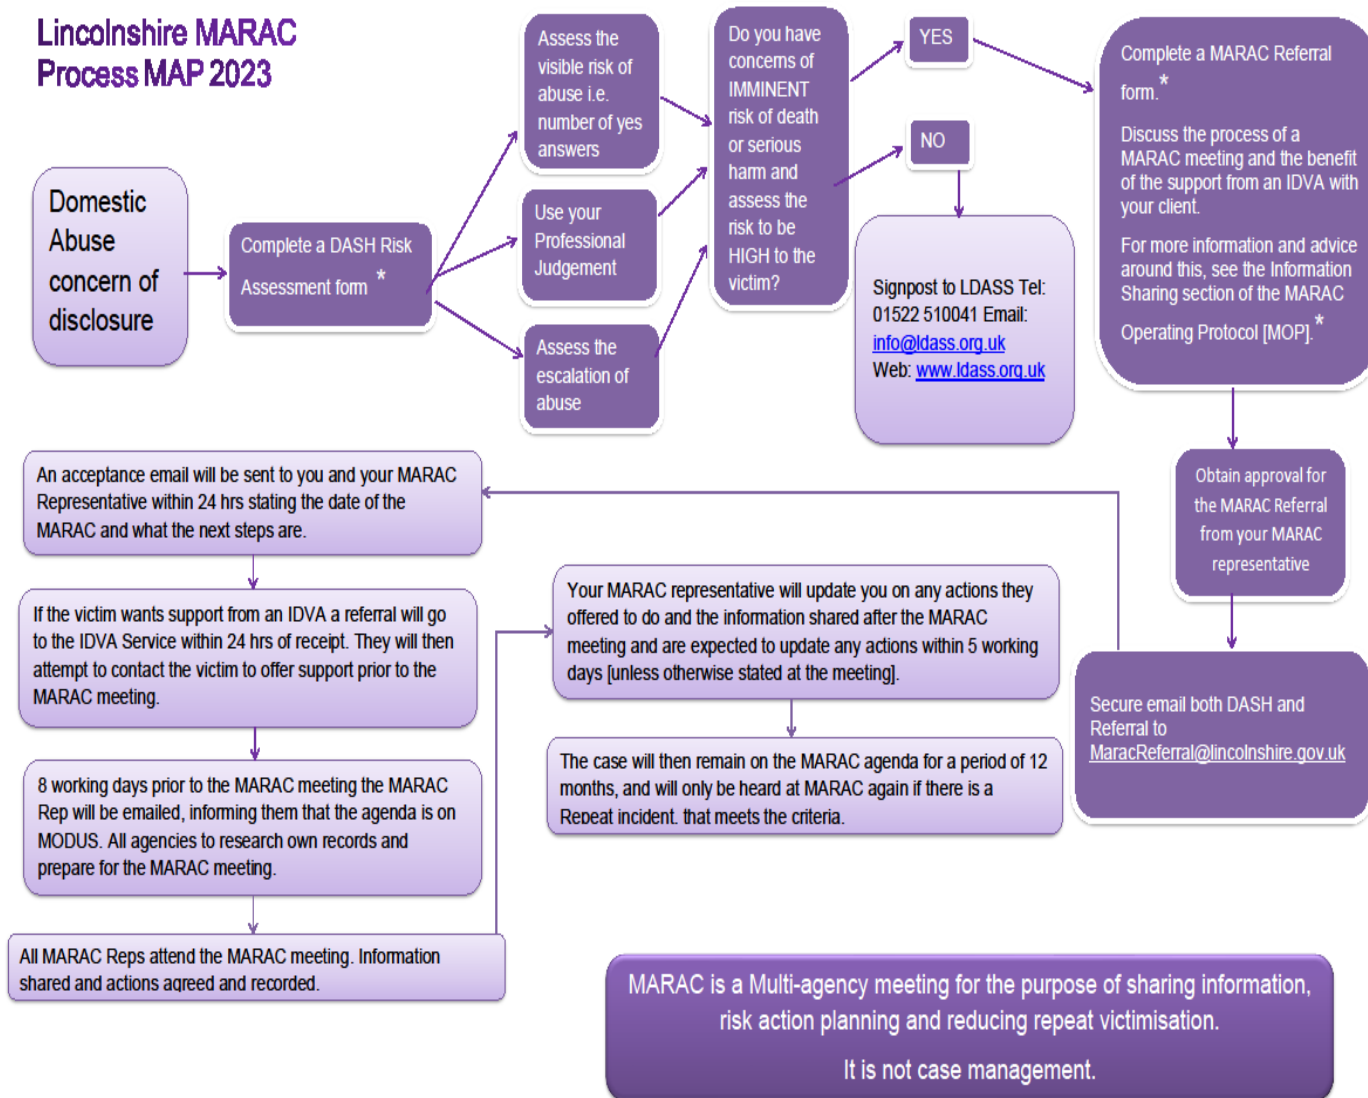 Lincolnshire MARAC
Process MAP 2023
Domestic
Abuse
concern of
disclosure
Complete a DASH Risk
Assessment form *
Assess the
visible risk of
abuse i.e.
number of yes
answers
Use your
Professional
Judgement
Assess the
escalation of
abuse
Do you have
concerns of
IMMINENT
risk of death
or serious
harm and
assess the
risk to be
HIGH to the
victim?
YES
NO
Signpost to LDASS Tel:
01522 510041 Email:
info@ldass.org.uk
Web: www.ldass.org.uk
Complete a MARAC Referral
form.*
Discuss the process of a
MARAC meeting and the benefit
of the support from an IDVA with
your client.
For more information and advice
around this, see the Information
Sharing section of the MARAC
Operating Protocol [MOP].*
Obtain approval for
the MARAC Referral
from your MARAC
representative
Secure email both DASH and
Referral to
MaracReferral@lincolnshire.gov.uk
An acceptance email will be sent to you and your MARAC
Representative within 24 hrs stating the date of the
MARAC and what the next steps are.
If the victim wants support from an IDVA a referral will go
to the IDVA Service within 24 hrs of receipt. They will then
attempt to contact the victim to offer support prior to the
MARAC meeting.
8 working days prior to the MARAC meeting the MARAC
Rep will be emailed, informing them that the agenda is on
MODUS. All agencies to research own records and
prepare for the MARAC meeting.
All MARAC Reps attend the MARAC meeting. Information
shared and actions agreed and recorded.
Your MARAC representative will update you on any actions they
offered to do and the information shared after the MARAC
meeting and are expected to update any actions within 5 working
days [unless otherwise stated at the meeting].
The case will then remain on the MARAC agenda for a period of 12
months, and will only be heard at MARAC again if there is a
Repeat incident. that meets the criteria.
MARAC is a Multi-agency meeting for the purpose of sharing information,
risk action planning and reducing repeat victimisation.
It is not case management.